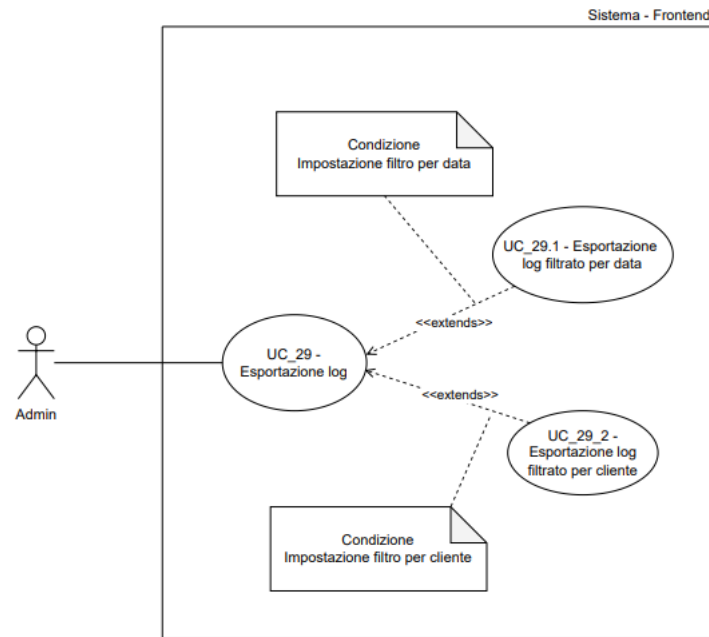 Sistema - Frontend
Condizione
Impostazione filtro per data
UC_29.1 - Esportazione
log filtrato per data
<<extends>>
UC_29 -
Esportazione log
Admin
<<extends>>
UC_29_2 -
Esportazione log
filtrato per cliente
Condizione
Impostazione filtro per cliente